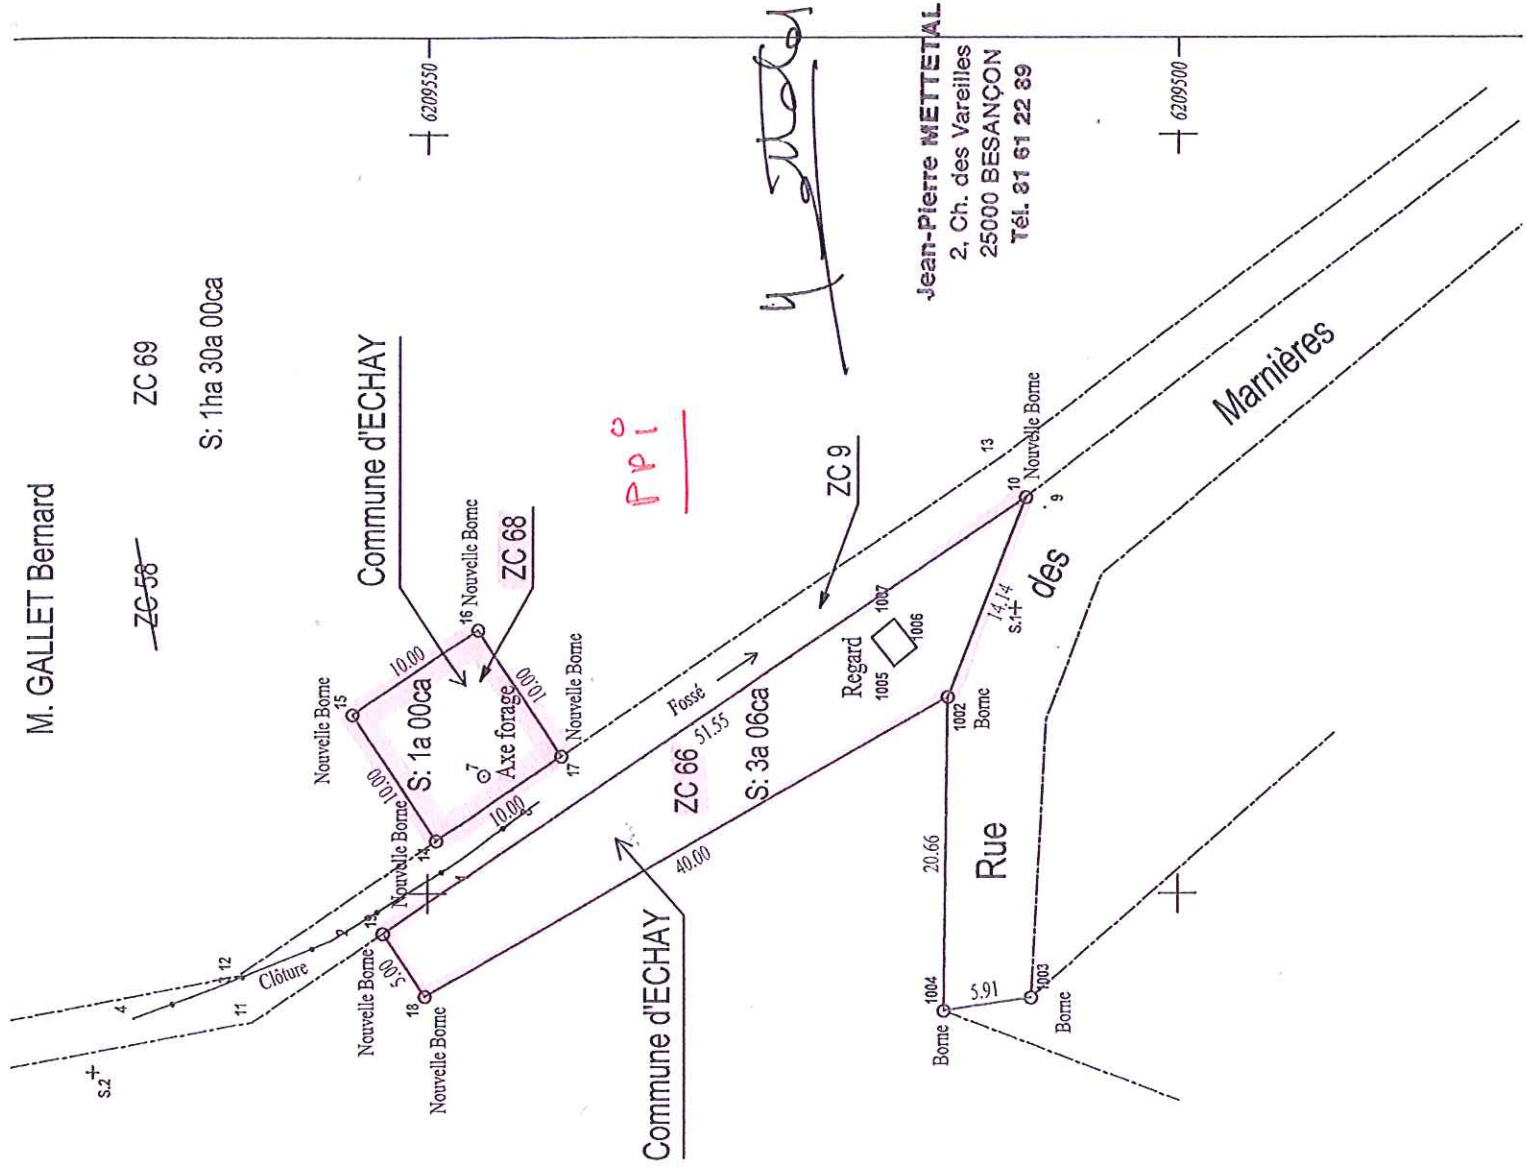 M. GALLET Bernard
ZC 58
ZC 69
S: 1ha 30a 00ca
Commune d'ECHAY
ZC 68
6209550
s.2
4
12
11
Clôture
2
1
3
Nouvelle Borne
15
10.00
16 Nouvelle Borne
10.00
10.00
S: 1a 00ca
7
Axe forage
Nouvelle Borne
14
10.00
17
Nouvelle Borne
19
Nouvelle Borne
5.00
18
Nouvelle Borne
ppi
Fossé
51.55
ZC 66
S: 3a 06ca
40.00
Commune d'ECHAY
ZC 9
Regard
1005
1006
1007
13
10
Nouvelle Borne
9
14.14
s.1
1002
Borne
20.66
1004
Borne
5.91
1003
Borne
Rue des Marnières
Jean-Pierre METTETAL
2, Ch. des Vareilles
25000 BESANÇON
Tél. 81 61 22 89
6209500